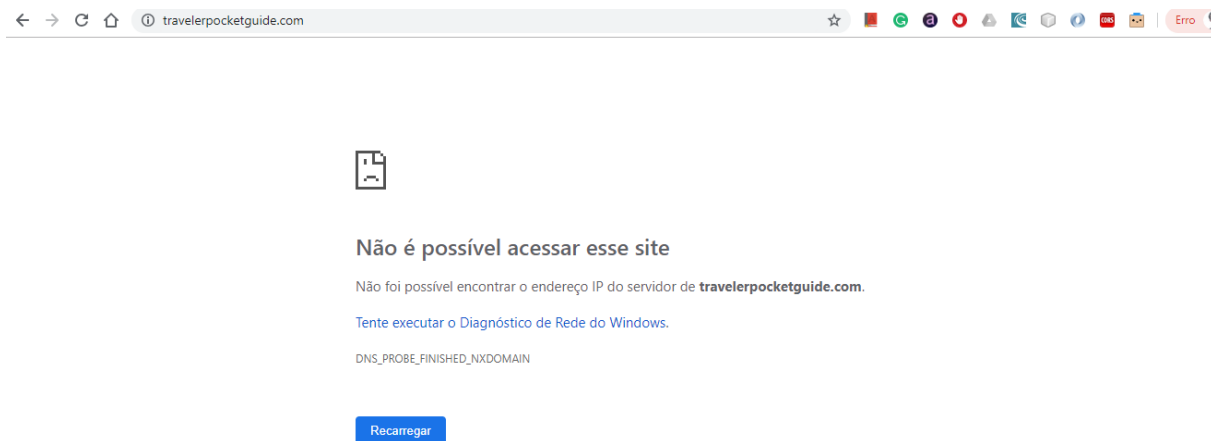 travelerpocketguide.com
CORS
Erro
Não é possível acessar esse site
Não foi possível encontrar o endereço IP do servidor de travelerpocketguide.com.
Tente executar o Diagnóstico de Rede do Windows.
DNS_PROBE_FINISHED_NXDOMAIN
Recarregar